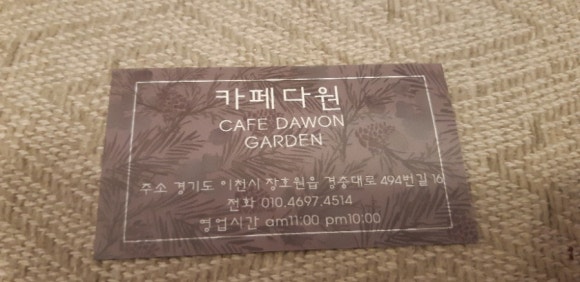 카페다원
CAFE DAWON
GARDEN
주소 경기도 이천시 장호원읍 경충대로 494번길 16
전화 010.4697.4514
영업시간 am11:00 pm10:00